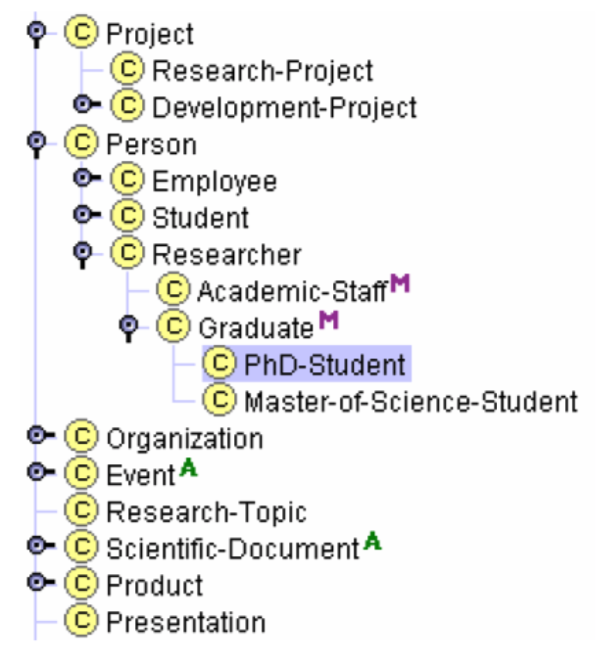 C Project
C Research-Project
C Development-Project
C Person
C Employee
C Student
C Researcher
C Academic-Staff M
C Graduate M
C PhD-Student
C Master-of-Science-Student
C Organization
C Event A
C Research-Topic
C Scientific-Document A
C Product
C Presentation